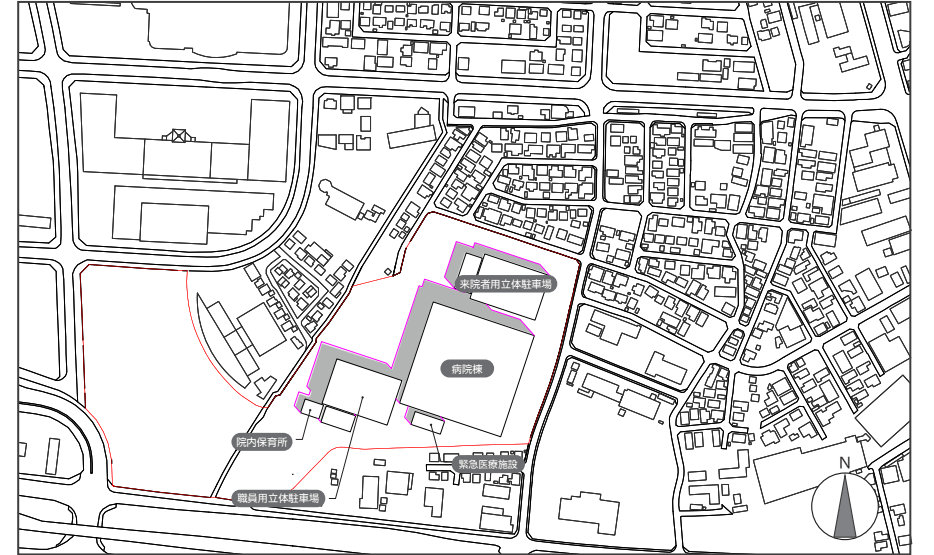 来院者用立体駐車場
病院棟
院内保育所
緊急医療施設
職員用立体駐車場
N